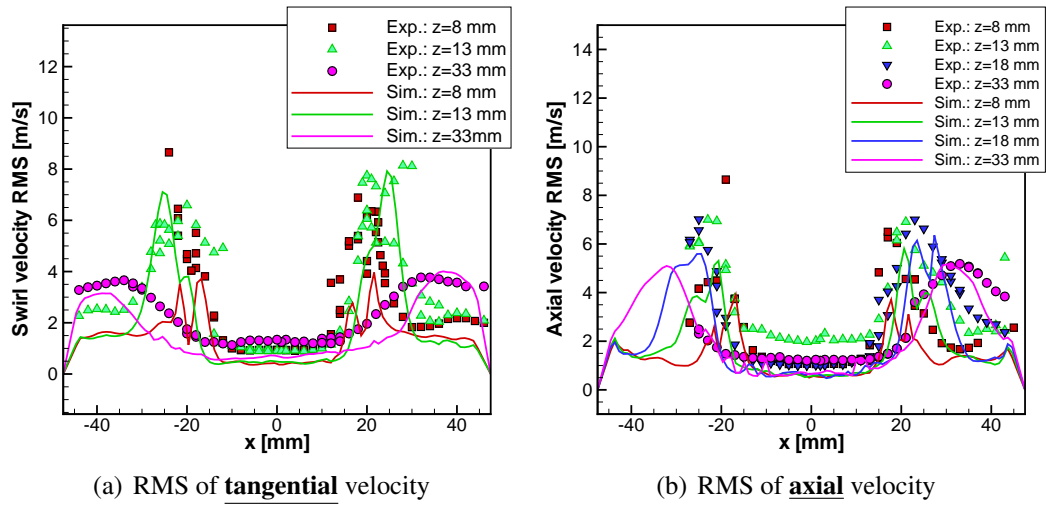 Exp.: z=8 mm
Exp.: z=13 mm
Exp.: z=33 mm
Sim.: z=8 mm
Sim.: z=13 mm
Sim.: z=33mm
Swirl velocity RMS [m/s]
12
10
8
6
4
2
0
-40
-20
0
20
40
x [mm]
(a) RMS of tangential velocity
Exp.: z=8 mm
Exp.: z=13 mm
Exp.: z=18 mm
Exp.: z=33 mm
Sim.: z=8 mm
Sim.: z=13 mm
Sim.: z=18 mm
Sim.: z=33 mm
Axial velocity RMS [m/s]
14
12
10
8
6
4
2
0
-40
-20
0
20
40
x [mm]
(b) RMS of axial velocity